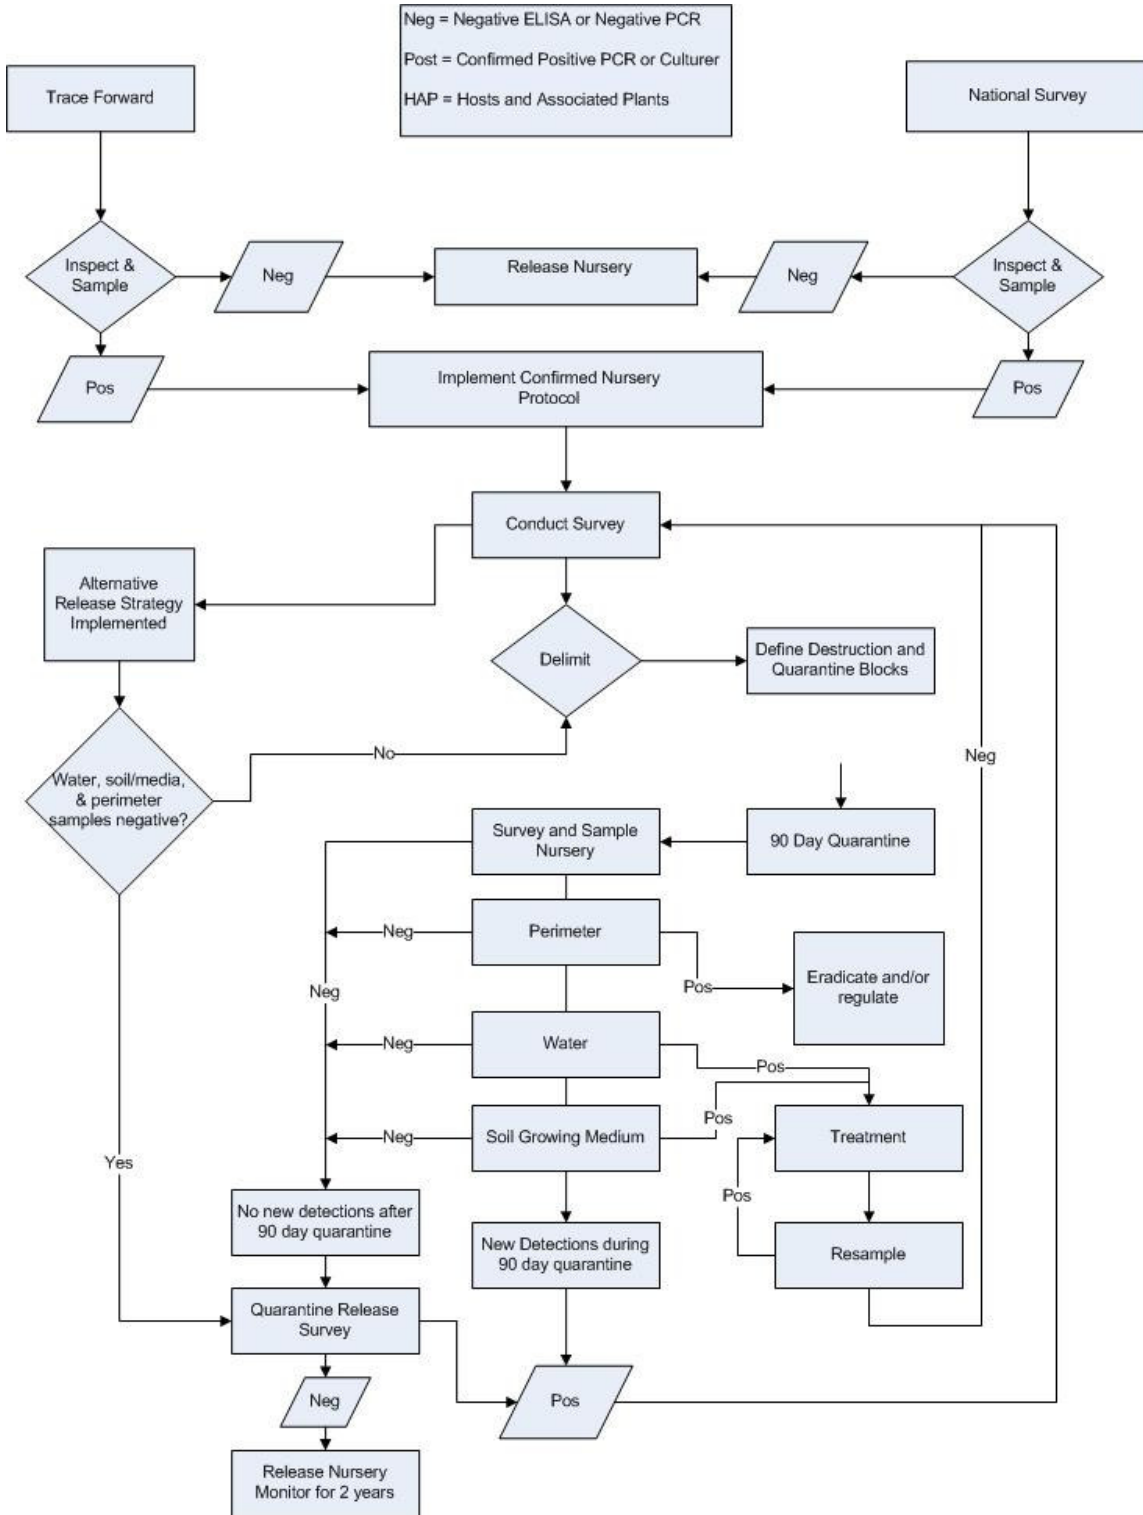 Neg = Negative ELISA or Negative PCR
Post = Confirmed Positive PCR or Culturer
HAP = Hosts and Associated Plants
Trace Forward
National Survey
Inspect &
Sample
Neg
Release Nursery
Neg
Inspect &
Sample
Pos
Implement Confirmed Nursery
Protocol
Pos
Conduct Survey
Alternative
Release Strategy
Implemented
Delimit
Define Destruction and
Quarantine Blocks
No
Neg
Water, soil/media,
& perimeter
samples negative?
Survey and Sample
Nursery
90 Day Quarantine
Neg
Perimeter
Pos
Eradicate and/or
regulate
Neg
Neg
Water
Pos
Neg
Soil Growing Medium
Pos
Treatment
Yes
Pos
No new detections after
90 day quarantine
New Detections during
90 day quarantine
Resample
Quarantine Release
Survey
Neg
Pos
Release Nursery
Monitor for 2 years